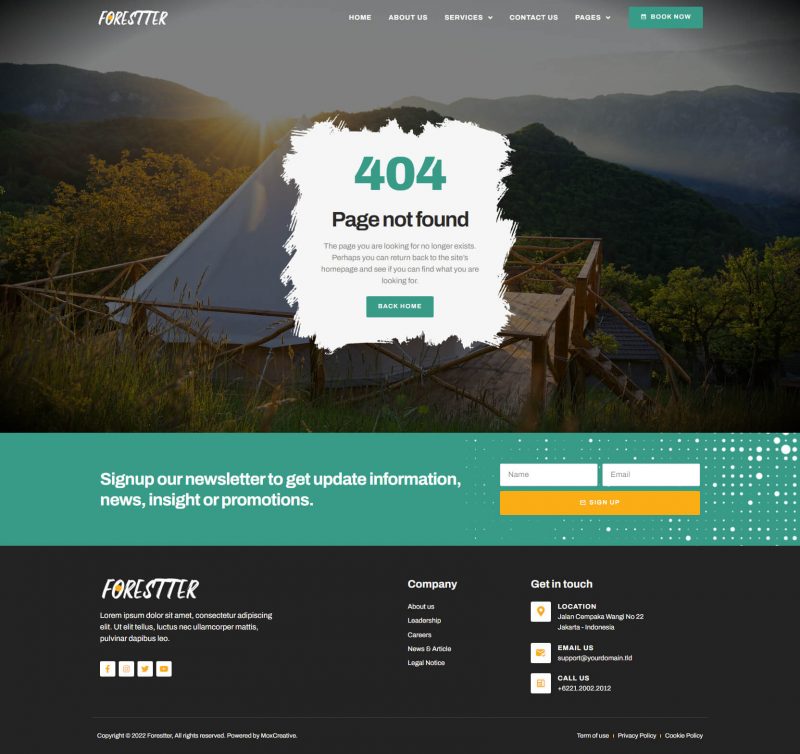 FORESTTER
HOME ABOUT US SERVICES CONTACT US PAGES BOOK NOW
404
Page not found
The page you are looking for no longer exists.
Perhaps you can return back to the site's
homepage and see if you can find what you are
looking for.
BACK HOME
Signup our newsletter to get update information,
news, insight or promotions.
Name Email
SIGN UP
FORESTTER
Lorem ipsum dolor sit amet, consectetur adipiscing
elit. Ut elit tellus, luctus nec ullamcorper mattis,
pulvinar dapibus leo.
Company
About us
Leadership
Careers
News & Article
Legal Notice
Get in touch
LOCATION
Jalan Cempaka Wangi No 22
Jakarta - Indonesia
EMAIL US
support@yourdomain.tld
CALL US
+6221.2002.2012
Copyright © 2022 Forestter, All rights reserved. Powered by MoxCreative.
Term of use Privacy Policy Cookie Policy